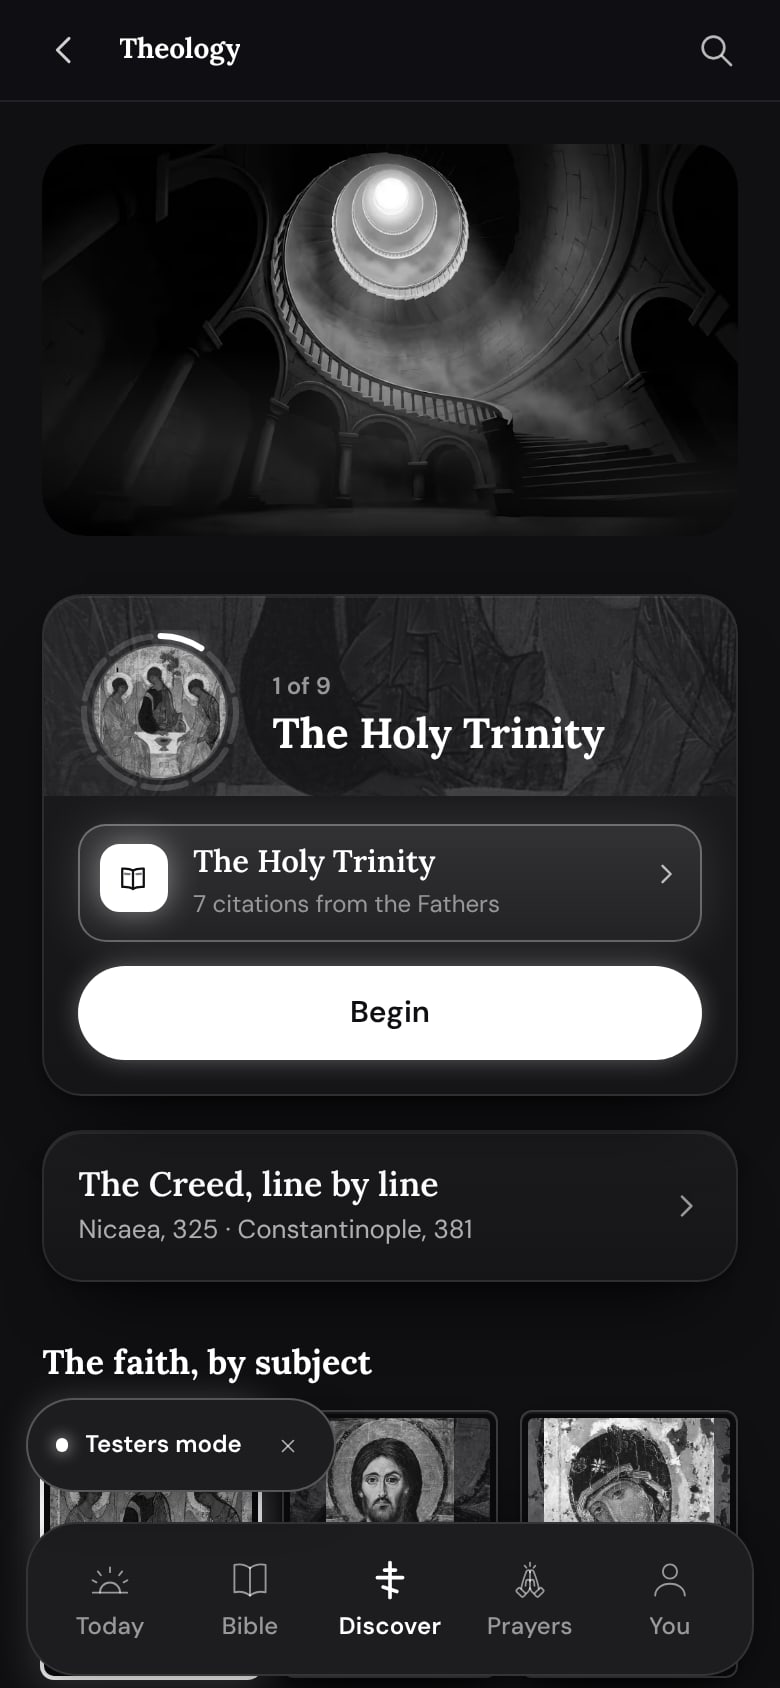 Theology
1 of 9
The Holy Trinity
The Holy Trinity
7 citations from the Fathers
Begin
The Creed, line by line
Nicaea, 325 · Constantinople, 381
The faith, by subject
Testers mode
Today
Bible
Discover
Prayers
You